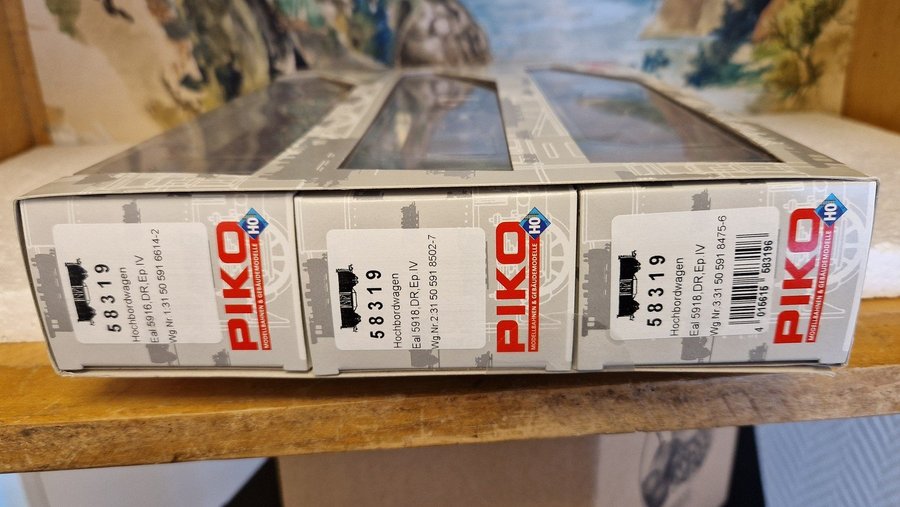 58319
Hochbordwagen
Eal 5916,DR,Ep.IV
Wg Nr.1:31 50 591 6614-2
PIKO
H0
MODELLBAHNEN & GEBÄUDEMODELLE
58319
Hochbordwagen
Eal 5918,DR,Ep.IV
Wg Nr.2:31 50 591 8502-7
PIKO
H0
MODELLBAHNEN & GEBÄUDEMODELLE
58319
Hochbordwagen
Eal 5918,DR,Ep.IV
Wg Nr.3:31 50 591 8475-6
4 015615 583196
PIKO
H0
MODELLBAHNEN & GEBÄUDEMODELLE